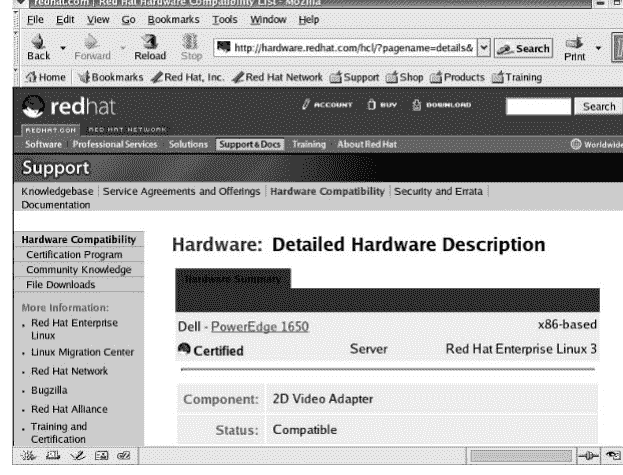 redhat.com | Red Hat Hardware Compatibility List - Mozilla
File Edit View Go Bookmarks Tools Window Help
Back Forward Reload Stop http://hardware.redhat.com/hcl/?pagename=details& Search Print
Home Bookmarks Red Hat, Inc. Red Hat Network Support Shop Products Training
redhat ACCOUNT BUY DOWNLOAD Search
REDHAT.COM RED HAT NETWORK
Software Professional Services Solutions Support & Docs Training About Red Hat Worldwide
Support
Knowledgebase | Service Agreements and Offerings | Hardware Compatibility | Security and Errata |
Documentation
Hardware Compatibility
Certification Program
Community Knowledge
File Downloads
More Information:
Red Hat Enterprise
Linux
Linux Migration Center
Red Hat Network
Bugzilla
Red Hat Alliance
Training and
Certification
Hardware: Detailed Hardware Description
Hardware Summary
Dell - PowerEdge 1650 x86-based
Certified Server Red Hat Enterprise Linux 3
Component: 2D Video Adapter
Status: Compatible